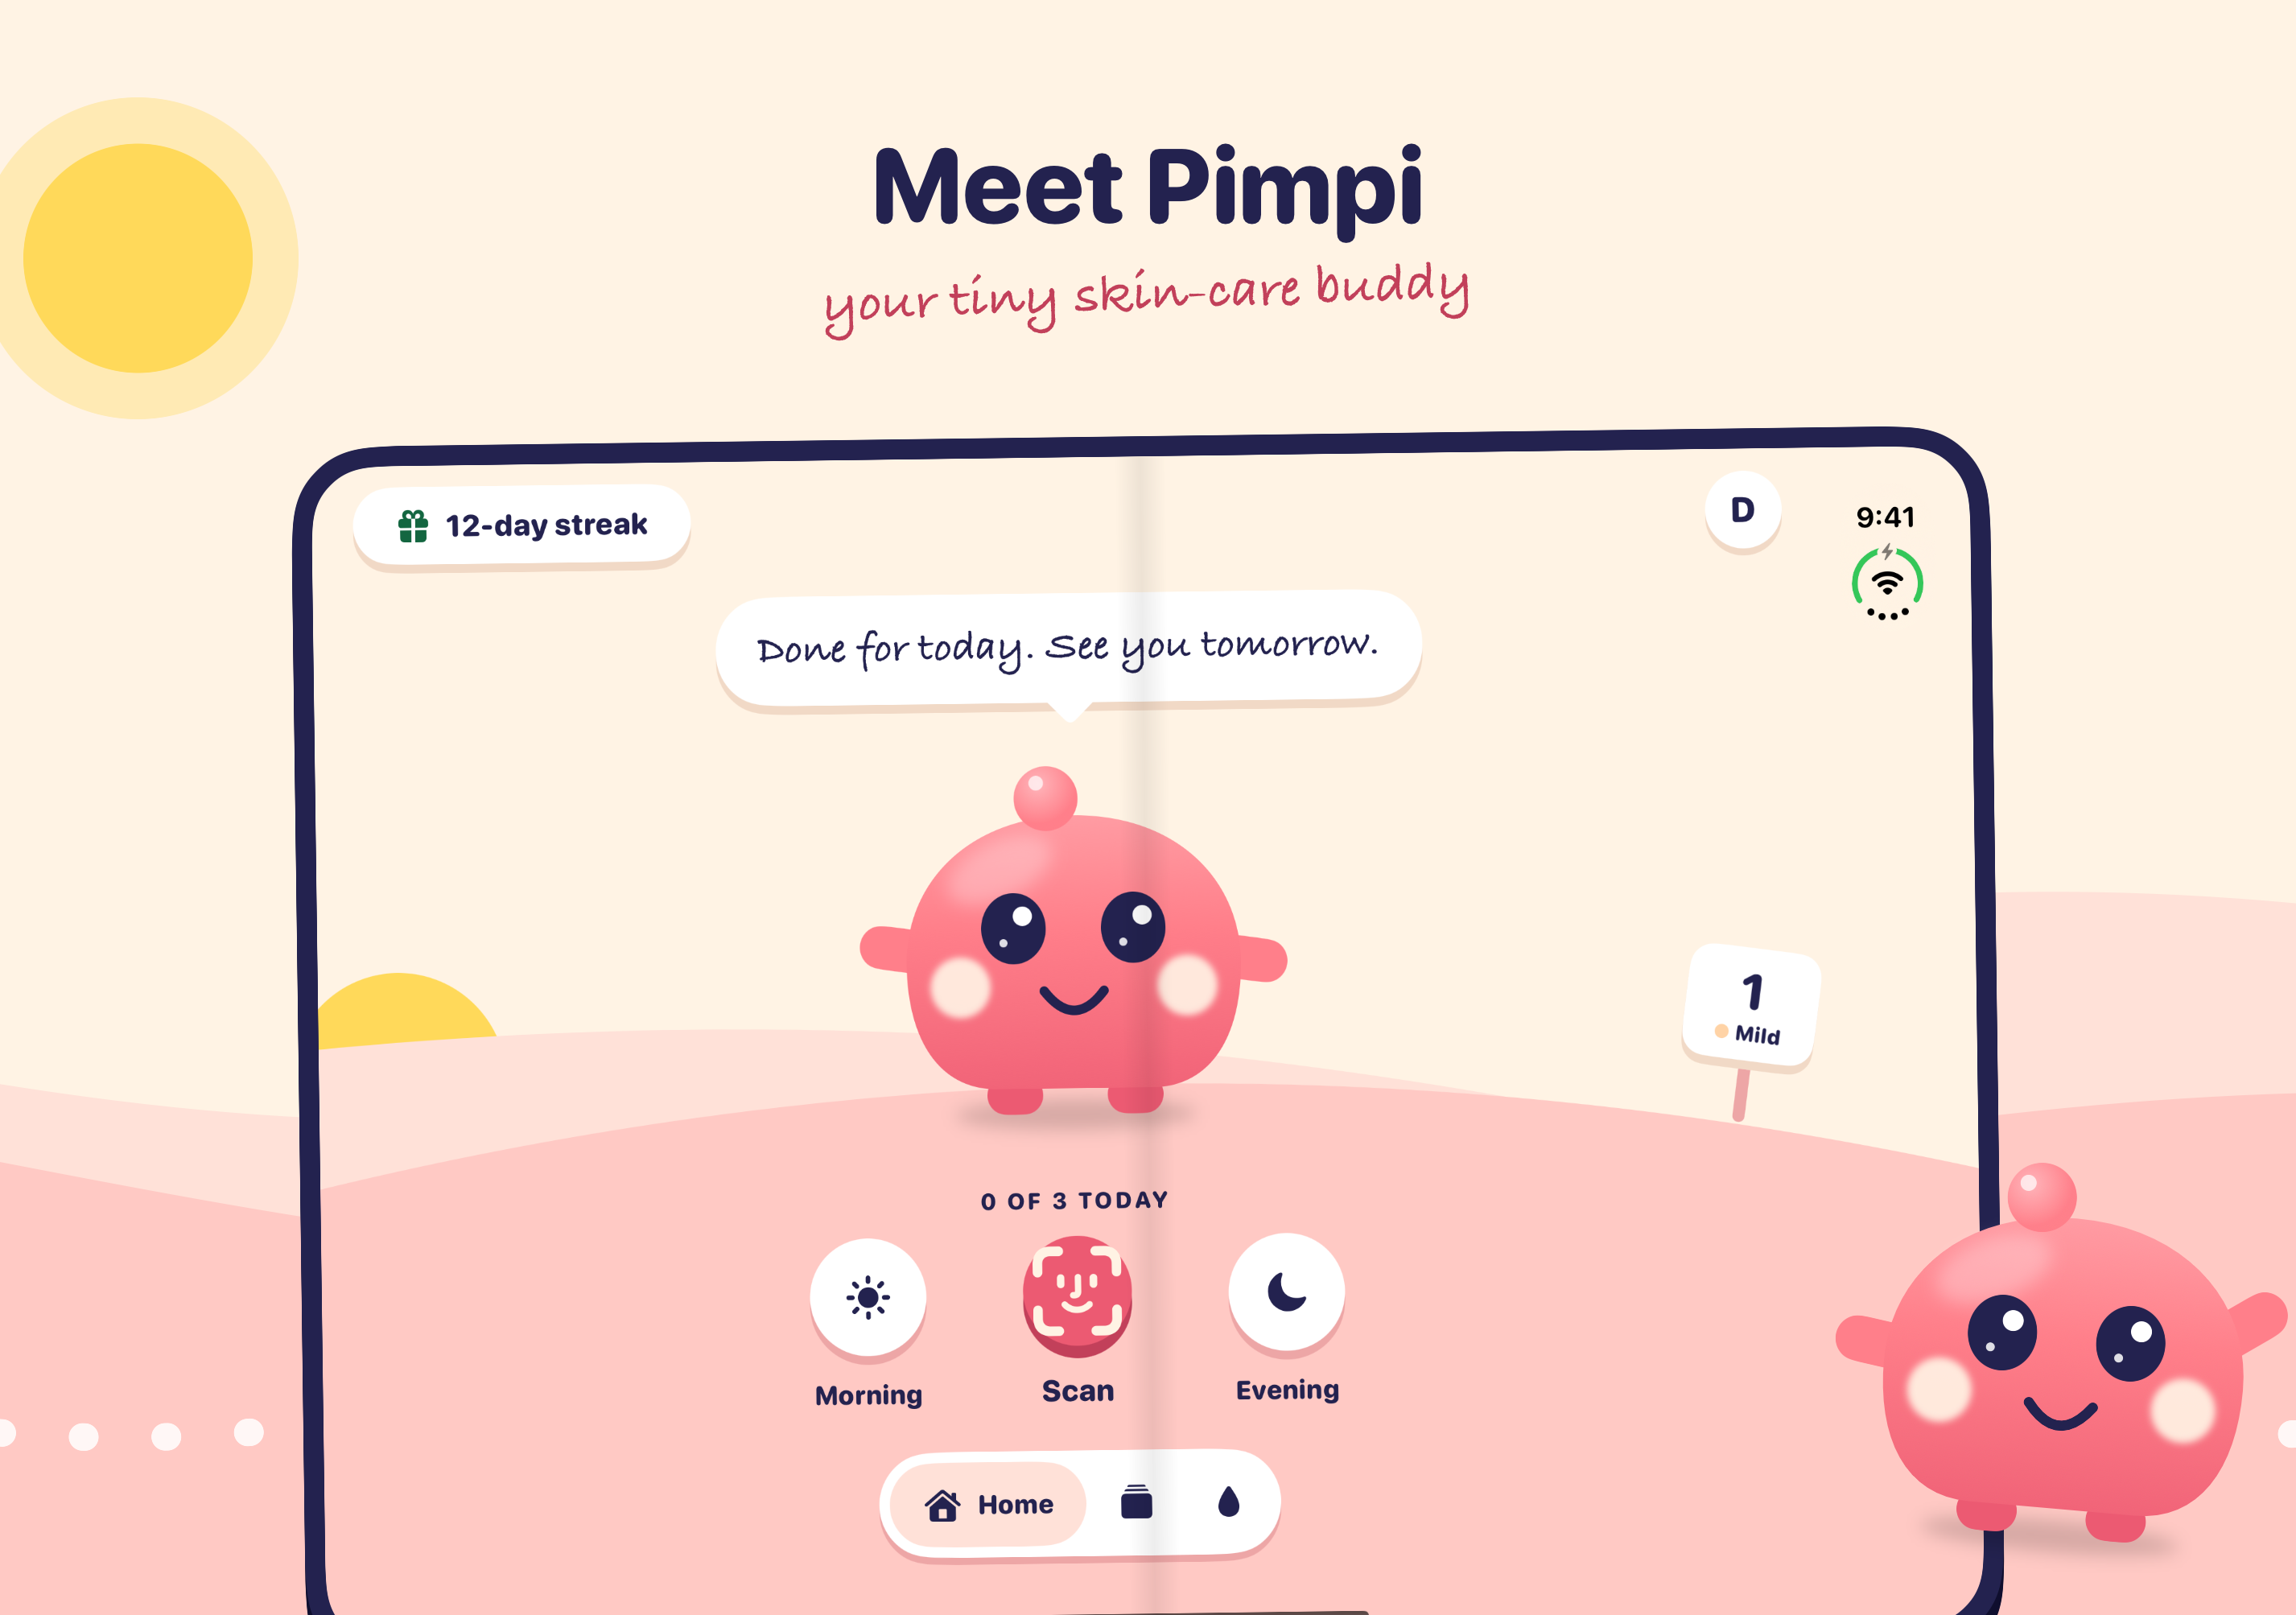 Meet Pimpi
your tiny skin-care buddy
12-day streak
D
9:41
Done for today. See you tomorrow.
1
Mild
0 OF 3 TODAY
Morning
Scan
Evening
Home